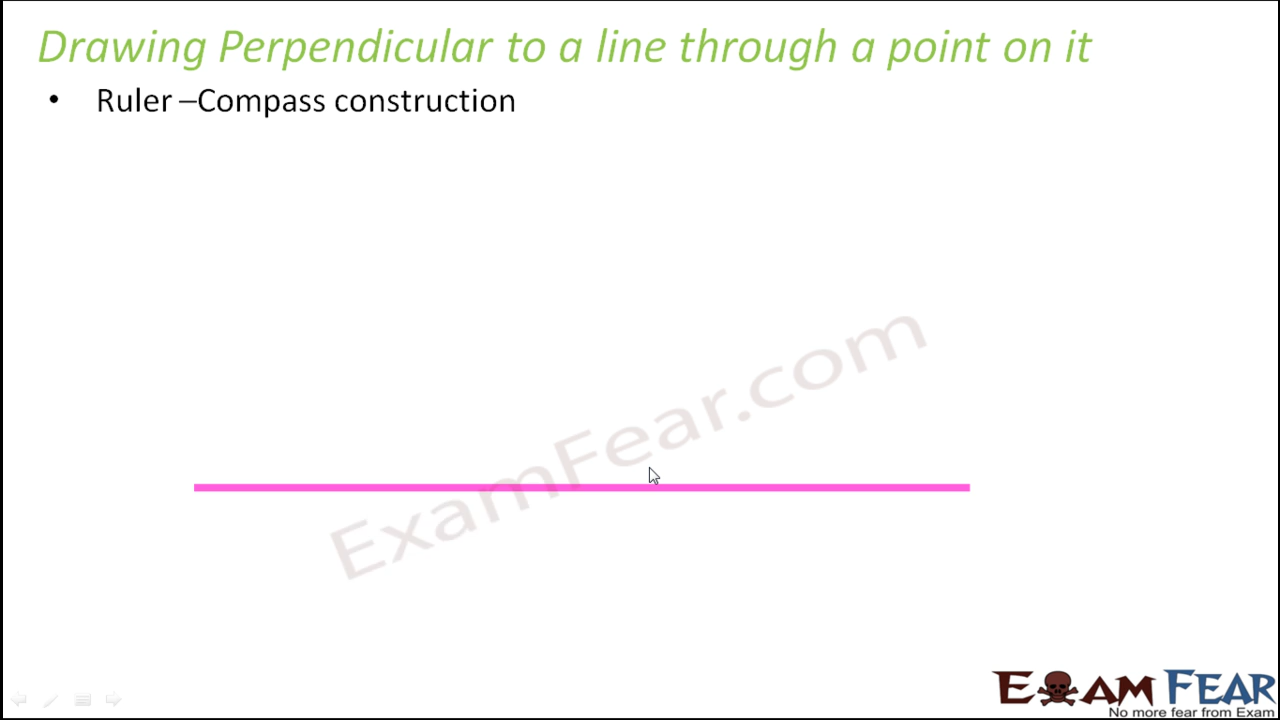 Drawing Perpendicular to a line through a point on it
• Ruler –Compass construction
ExamFear.com
EXAM FEAR
No more fear from Exam